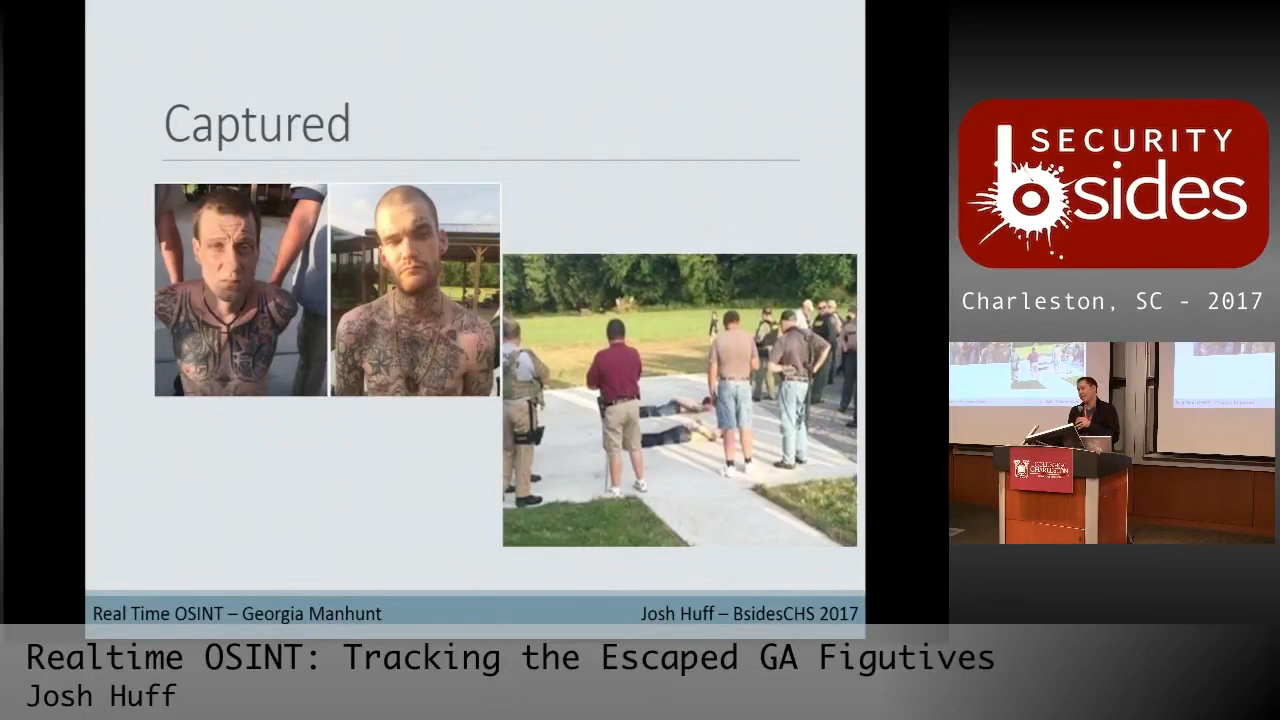 Captured
Real Time OSINT – Georgia Manhunt
Josh Huff – BsidesCHS 2017
SECURITY
bsides
Charleston, SC - 2017
CHARLESTON
Realtime OSINT: Tracking the Escaped GA Figutives
Josh Huff